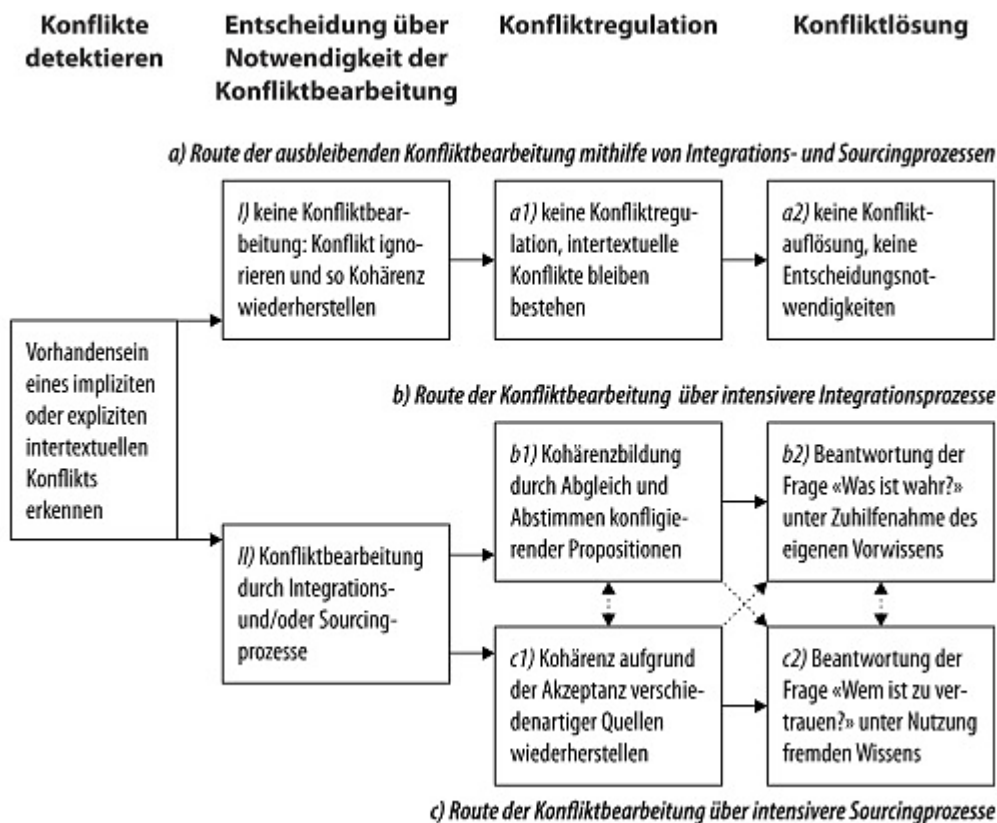 Konflikte
detektieren
Entscheidung über
Notwendigkeit der
Konfliktbearbeitung
Konfliktregulation
Konfliktlösung
a) Route der ausbleibenden Konfliktbearbeitung mithilfe von Integrations- und Sourcingprozessen
I) keine Konfliktbear-
beitung: Konflikt igno-
rieren und so Kohärenz
wiederherstellen
a1) keine Konfliktregu-
lation, intertextuelle
Konflikte bleiben
bestehen
a2) keine Konflikt-
auflösung, keine
Entscheidungsnot-
wendigkeiten
Vorhandensein
eines impliziten
oder expliziten
intertextuellen
Konflikts
erkennen
b) Route der Konfliktbearbeitung über intensivere Integrationsprozesse
b1) Kohärenzbildung
durch Abgleich und
Abstimmen konfligie-
render Propositionen
b2) Beantwortung der
Frage «Was ist wahr?»
unter Zuhilfenahme des
eigenen Vorwissens
II) Konfliktbearbeitung
durch Integrations-
und/oder Sourcing-
prozesse
c1) Kohärenz aufgrund
der Akzeptanz verschie-
denartiger Quellen
wiederherstellen
c2) Beantwortung der
Frage «Wem ist zu ver-
trauen?» unter Nutzung
fremden Wissens
c) Route der Konfliktbearbeitung über intensivere Sourcingprozesse